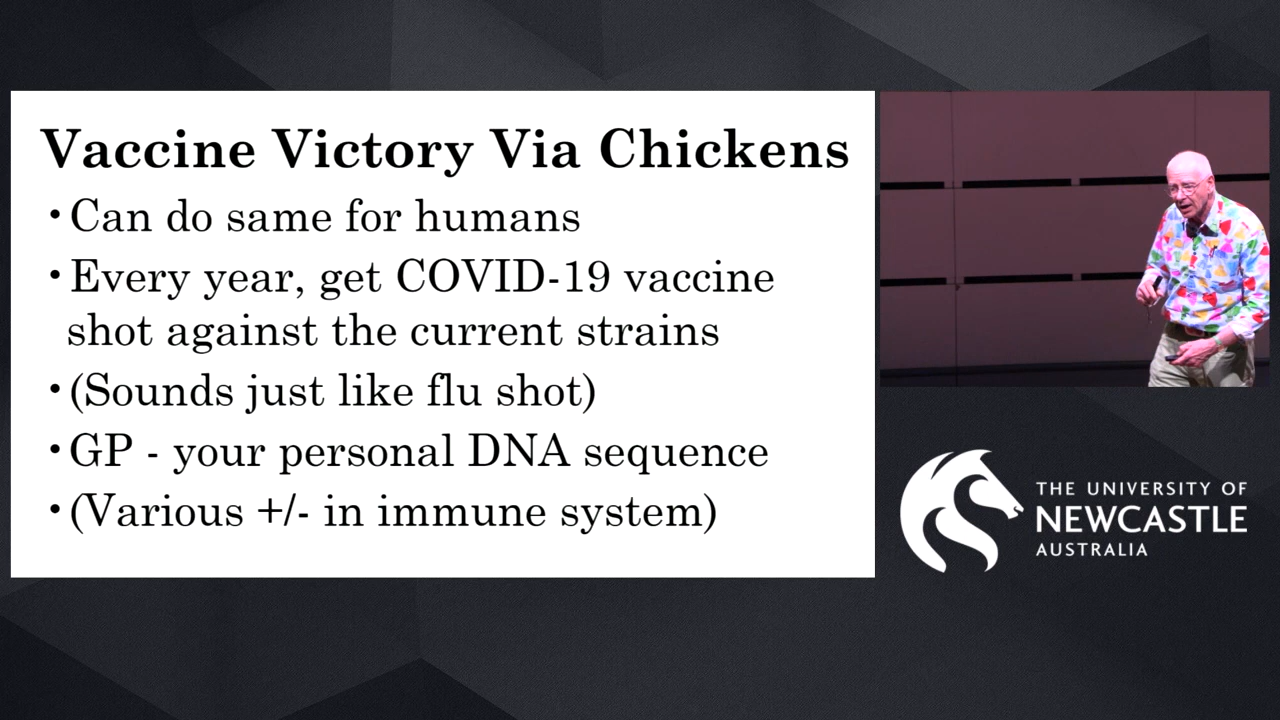 Vaccine Victory Via Chickens
• Can do same for humans
• Every year, get COVID-19 vaccine
shot against the current strains
• (Sounds just like flu shot)
• GP - your personal DNA sequence
• (Various +/- in immune system)
THE UNIVERSITY OF
NEWCASTLE
AUSTRALIA